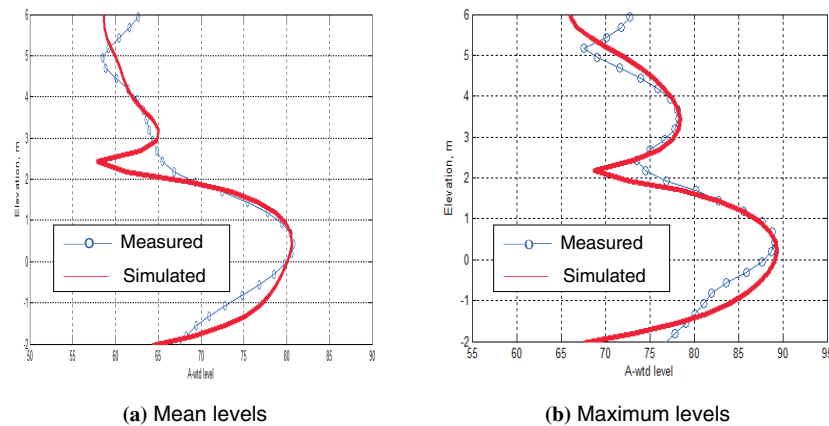 6
5
4
3
2
1
0
-1
-2
Elevation, m
Measured
Simulated
50 55 60 65 70 75 80 85 90
A-wtd level
(a) Mean levels
6
5
4
3
2
1
0
-1
-2
Elevation, m
Measured
Simulated
55 60 65 70 75 80 85 90 95
A-wtd level
(b) Maximum levels